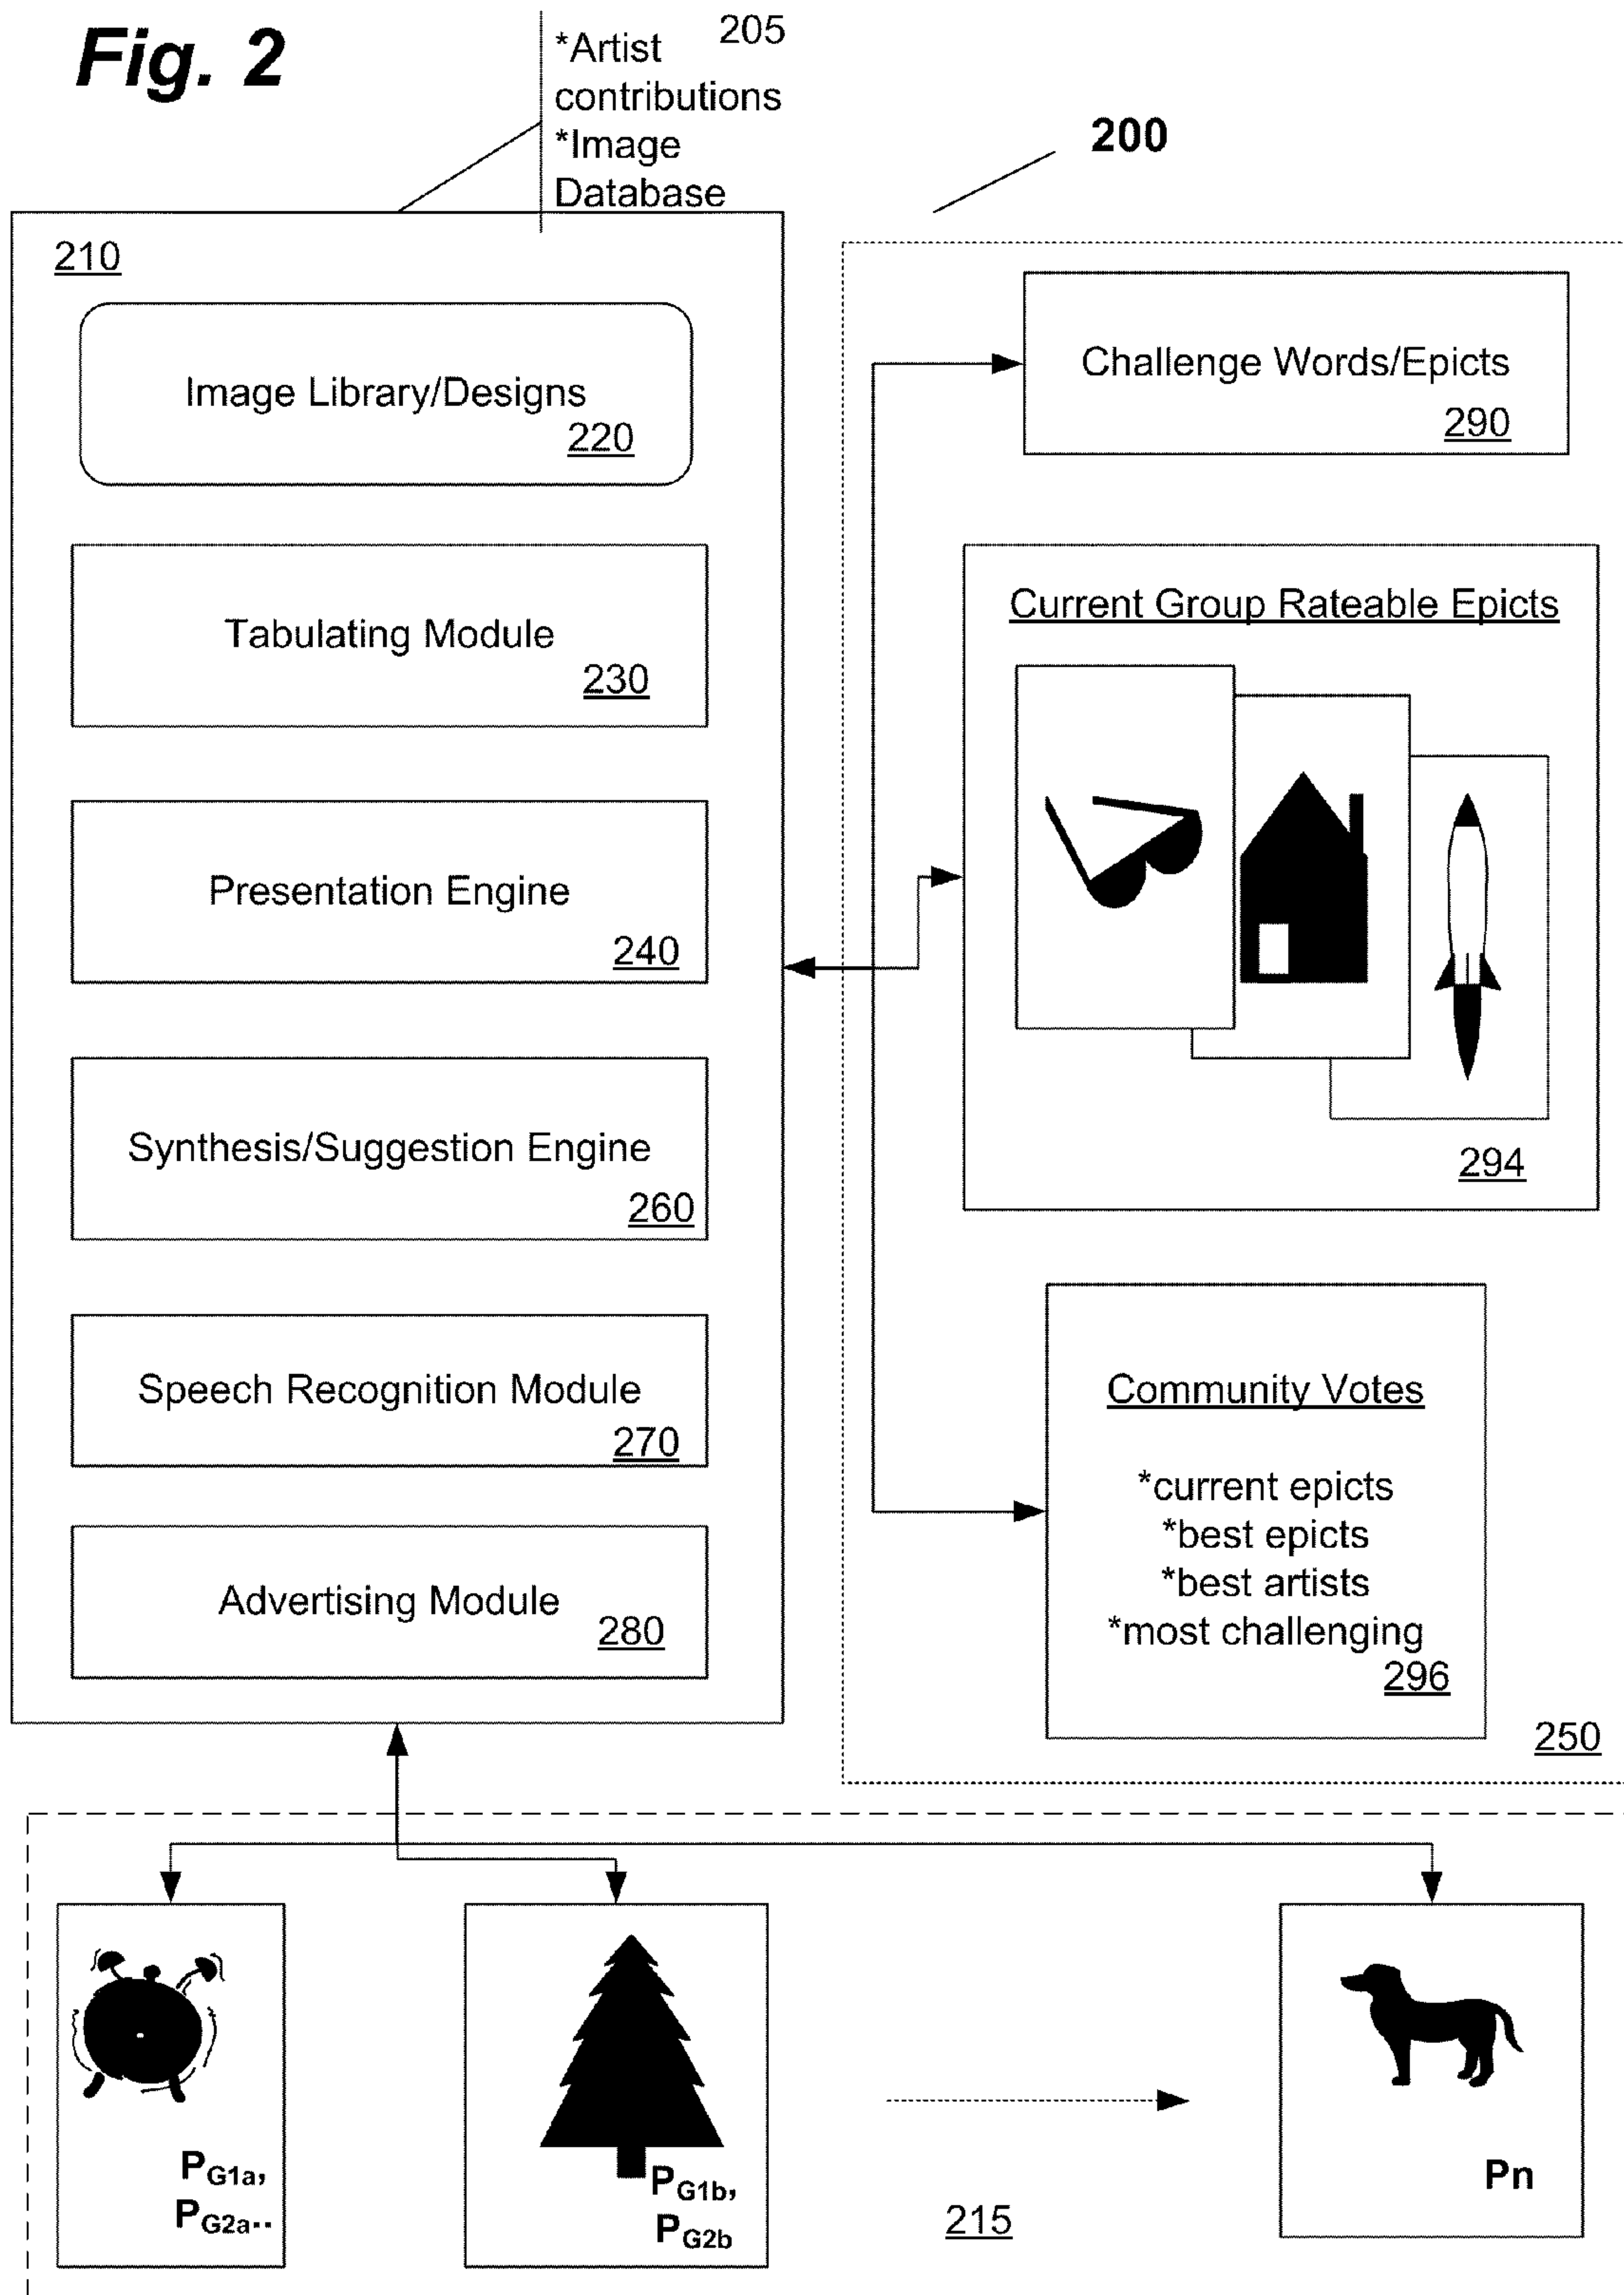 Fig. 2
205
*Artist
contributions
*Image
Database
200
210
Image Library/Designs
220
Tabulating Module
230
Presentation Engine
240
Synthesis/Suggestion Engine
260
Speech Recognition Module
270
Advertising Module
280
Challenge Words/Epicts
290
Current Group Rateable Epicts
294
Community Votes
*current epicts
*best epicts
*best artists
*most challenging
296
250
PG1a,
PG2a..
PG1b,
PG2b
215
Pn